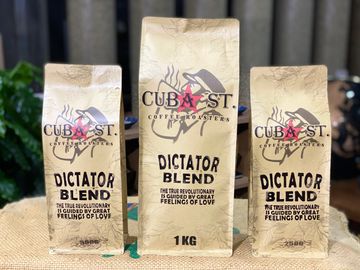 CUBA ST.
COFFEE ROASTERS
DICTATOR
BLEND
THE TRUE REVOLUTIONARY
IS GUIDED BY GREAT
FEELINGS OF LOVE
CUBA ST.
COFFEE ROASTERS
DICTATOR
BLEND
THE TRUE REVOLUTIONARY
IS GUIDED BY GREAT
FEELINGS OF LOVE
1 KG
CUBA ST.
COFFEE ROASTERS
DICTATOR
BLEND
THE TRUE REVOLUTIONARY
IS GUIDED BY GREAT
FEELINGS OF LOVE